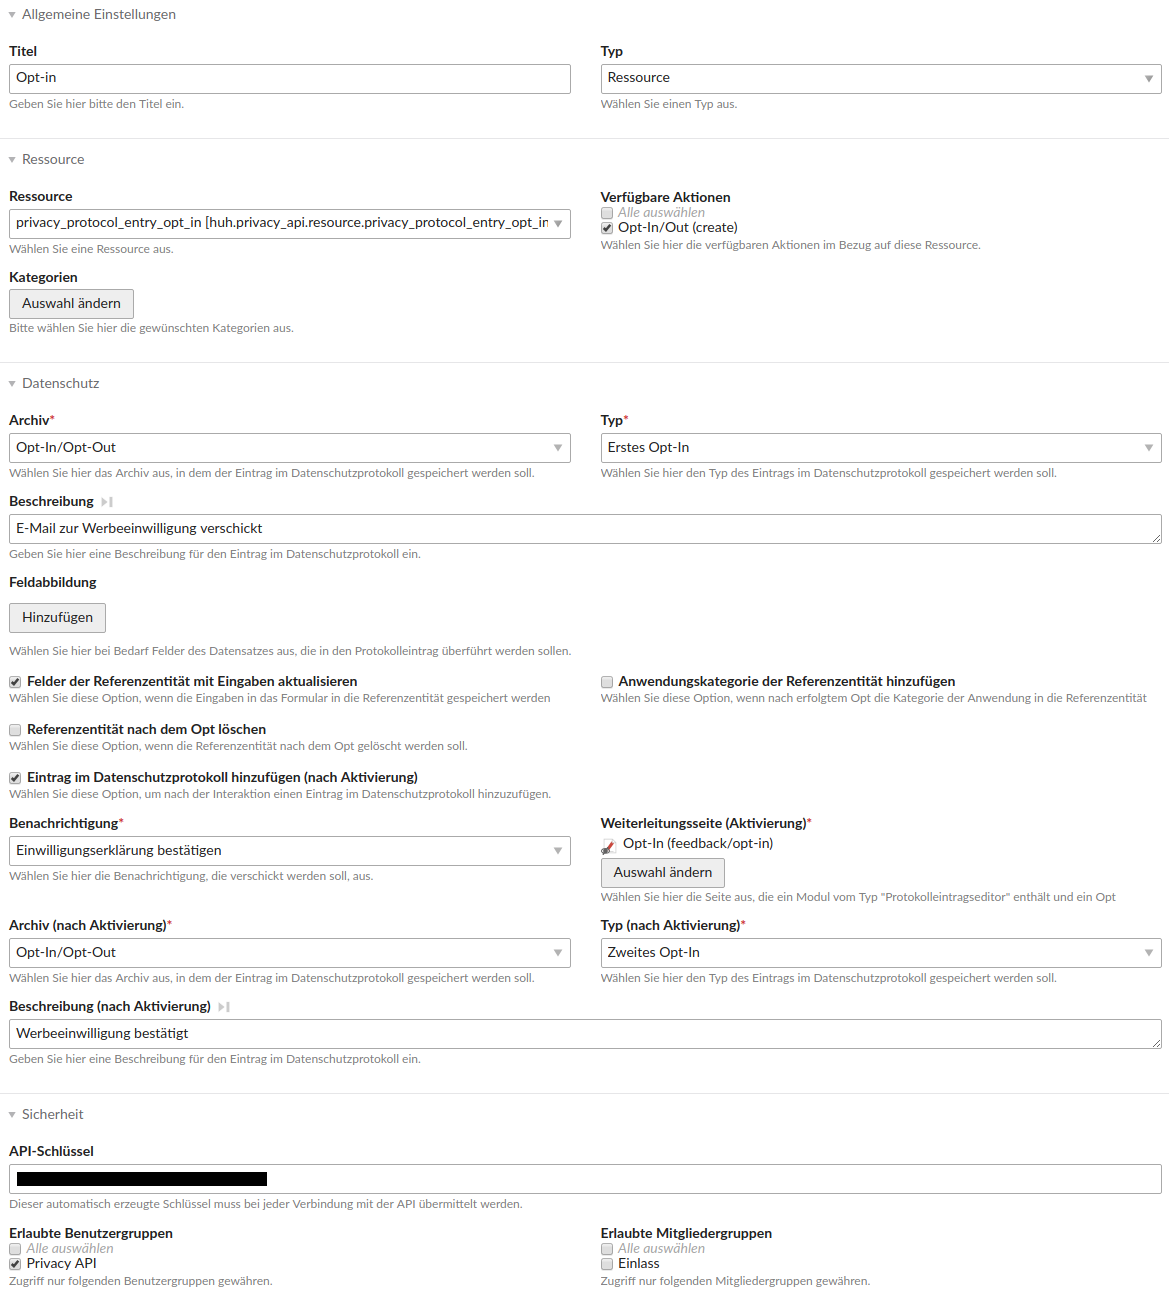 Allgemeine Einstellungen
Titel
Opt-in
Geben Sie hier bitte den Titel ein.
Typ
Ressource
Wählen Sie einen Typ aus.
Ressource
Ressource
privacy_protocol_entry_opt_in [huh.privacy_api.resource.privacy_protocol_entry_opt_in
Wählen Sie eine Ressource aus.
Verfügbare Aktionen
Alle auswählen
Opt-In/Out (create)
Wählen Sie hier die verfügbaren Aktionen im Bezug auf diese Ressource.
Kategorien
Auswahl ändern
Bitte wählen Sie hier die gewünschten Kategorien aus.
Datenschutz
Archiv*
Opt-In/Opt-Out
Wählen Sie hier das Archiv aus, in dem der Eintrag im Datenschutzprotokoll gespeichert werden soll.
Typ*
Erstes Opt-In
Wählen Sie hier den Typ des Eintrags im Datenschutzprotokoll gespeichert werden soll.
Beschreibung
E-Mail zur Werbeeinwilligung verschickt
Geben Sie hier eine Beschreibung für den Eintrag im Datenschutzprotokoll ein.
Feldabbildung
Hinzufügen
Wählen Sie hier bei Bedarf Felder des Datensatzes aus, die in den Protokolleintrag überführt werden sollen.
Felder der Referenzentität mit Eingaben aktualisieren
Wählen Sie diese Option, wenn die Eingaben in das Formular in die Referenzentität gespeichert werden
Anwendungskategorie der Referenzentität hinzufügen
Wählen Sie diese Option, wenn nach erfolgtem Opt die Kategorie der Anwendung in die Referenzentität
Referenzentität nach dem Opt löschen
Wählen Sie diese Option, wenn die Referenzentität nach dem Opt gelöscht werden soll.
Eintrag im Datenschutzprotokoll hinzufügen (nach Aktivierung)
Wählen Sie diese Option, um nach der Interaktion einen Eintrag im Datenschutzprotokoll hinzuzufügen.
Benachrichtigung*
Einwilligungserklärung bestätigen
Wählen Sie hier die Benachrichtigung, die verschickt werden soll, aus.
Weiterleitungsseite (Aktivierung)*
Opt-In (feedback/opt-in)
Auswahl ändern
Wählen Sie hier die Seite aus, die ein Modul vom Typ "Protokolleintragseditor" enthält und ein Opt
Archiv (nach Aktivierung)*
Opt-In/Opt-Out
Wählen Sie hier das Archiv aus, in dem der Eintrag im Datenschutzprotokoll gespeichert werden soll.
Typ (nach Aktivierung)*
Zweites Opt-In
Wählen Sie hier den Typ des Eintrags im Datenschutzprotokoll gespeichert werden soll.
Beschreibung (nach Aktivierung)
Werbeeinwilligung bestätigt
Geben Sie hier eine Beschreibung für den Eintrag im Datenschutzprotokoll ein.
Sicherheit
API-Schlüssel
Dieser automatisch erzeugte Schlüssel muss bei jeder Verbindung mit der API übermittelt werden.
Erlaubte Benutzergruppen
Alle auswählen
Privacy API
Zugriff nur folgenden Benutzergruppen gewähren.
Erlaubte Mitgliedergruppen
Alle auswählen
Einlass
Zugriff nur folgenden Mitgliedergruppen gewähren.